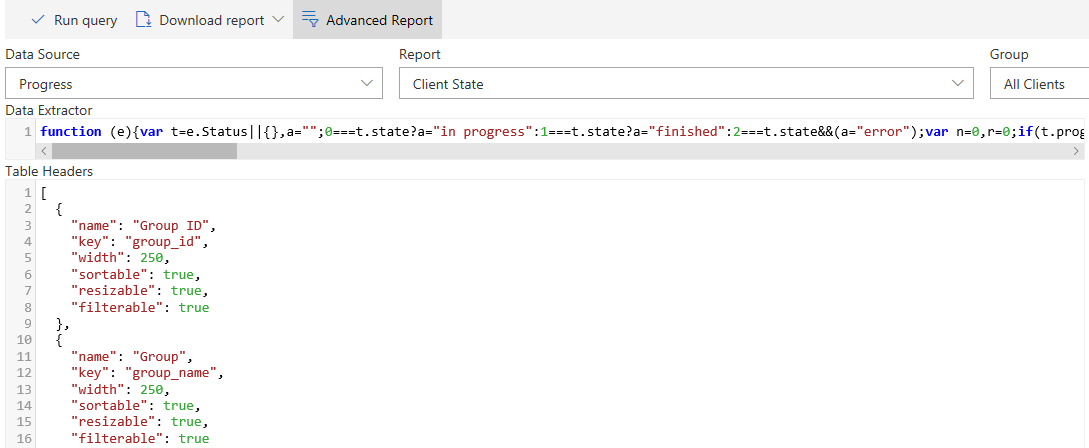 Run query Download report Advanced Report
Data Source Report Group
Progress Client State All Clients
Data Extractor
1 function (e){var t=e.Status||{},a="";0===t.state?a="in progress":1===t.state?a="finished":2===t.state&&(a="error");var n=0,r=0;if(t.prog
Table Headers
1 [
2 {
3 "name": "Group ID",
4 "key": "group_id",
5 "width": 250,
6 "sortable": true,
7 "resizable": true,
8 "filterable": true
9 },
10 {
11 "name": "Group",
12 "key": "group_name",
13 "width": 250,
14 "sortable": true,
15 "resizable": true,
16 "filterable": true